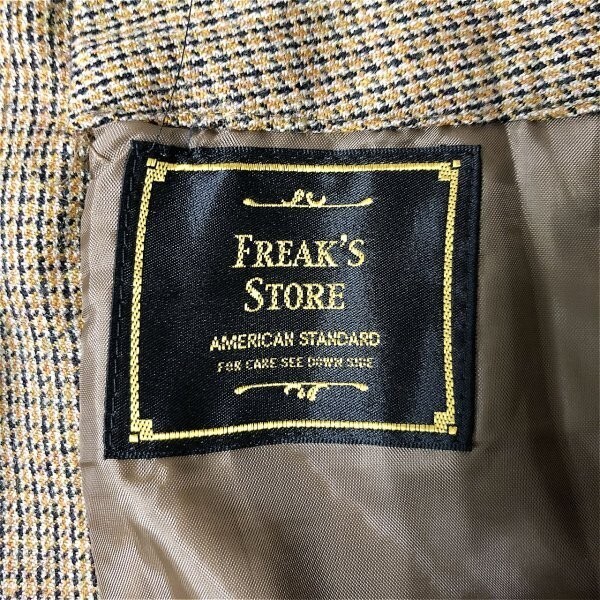 FREAK'S
STORE
AMERICAN STANDARD
FOR CARE SEE DOWN SIDE